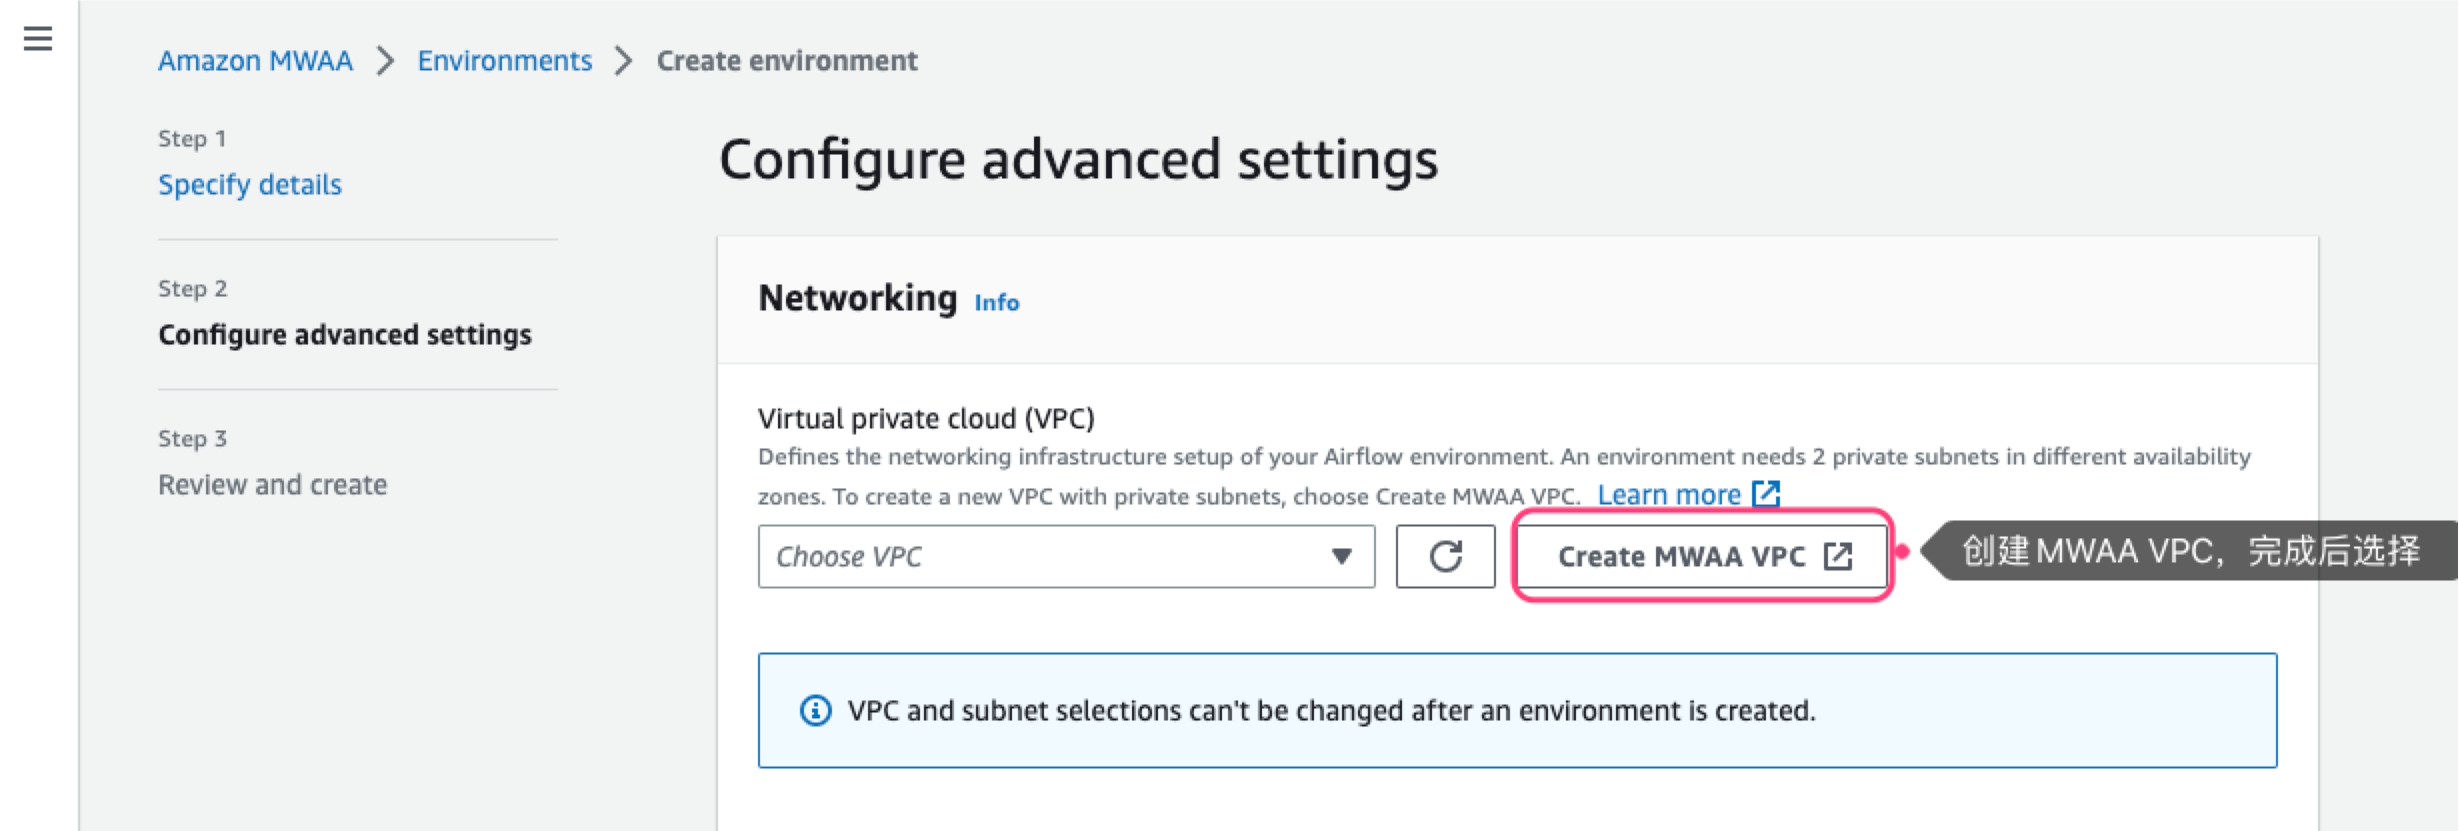 Amazon MWAA > Environments > Create environment
Step 1
Specify details
Step 2
Configure advanced settings
Step 3
Review and create
Configure advanced settings
Networking Info
Virtual private cloud (VPC)
Defines the networking infrastructure setup of your Airflow environment. An environment needs 2 private subnets in different availability
zones. To create a new VPC with private subnets, choose Create MWAA VPC. Learn more
Choose VPC
Create MWAA VPC
创建MWAA VPC，完成后选择
VPC and subnet selections can't be changed after an environment is created.